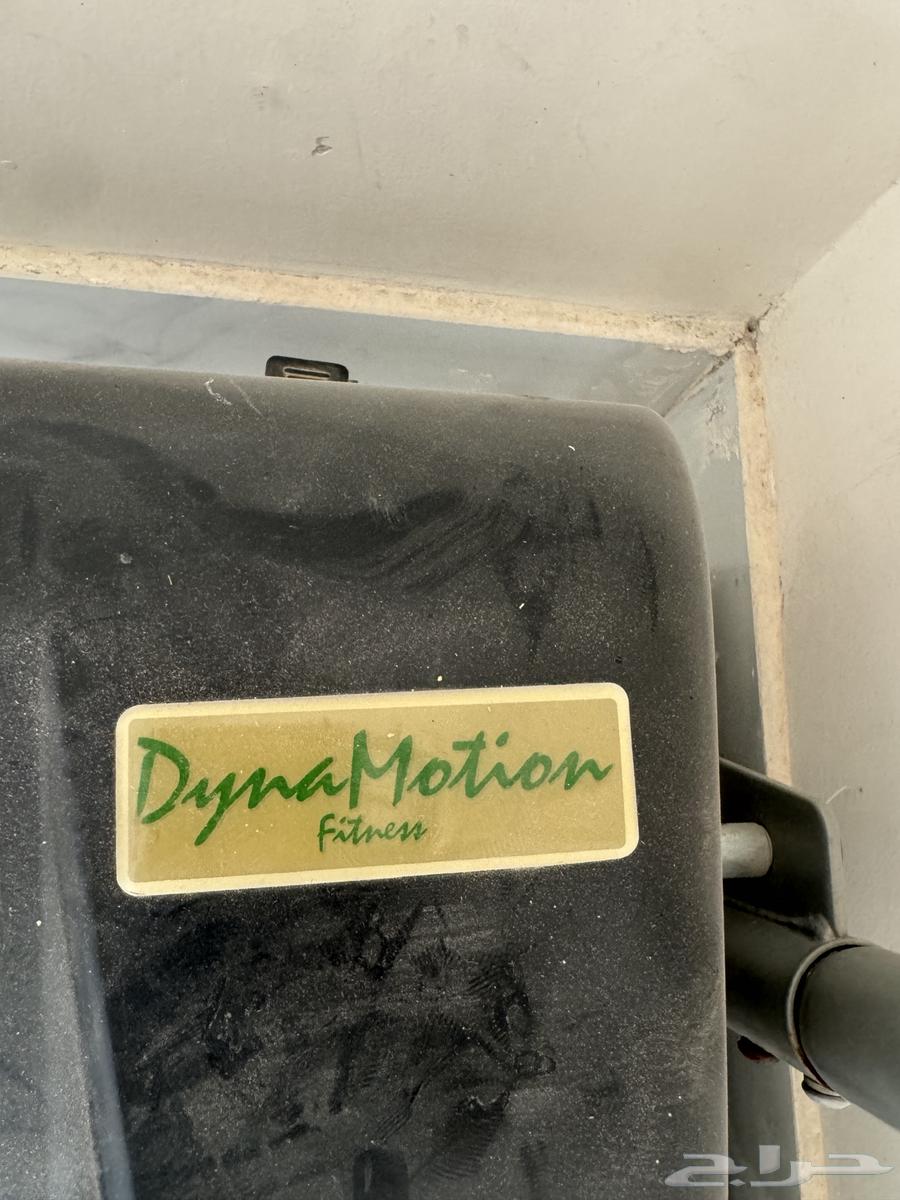 DynaMotion
Fitness
حراج